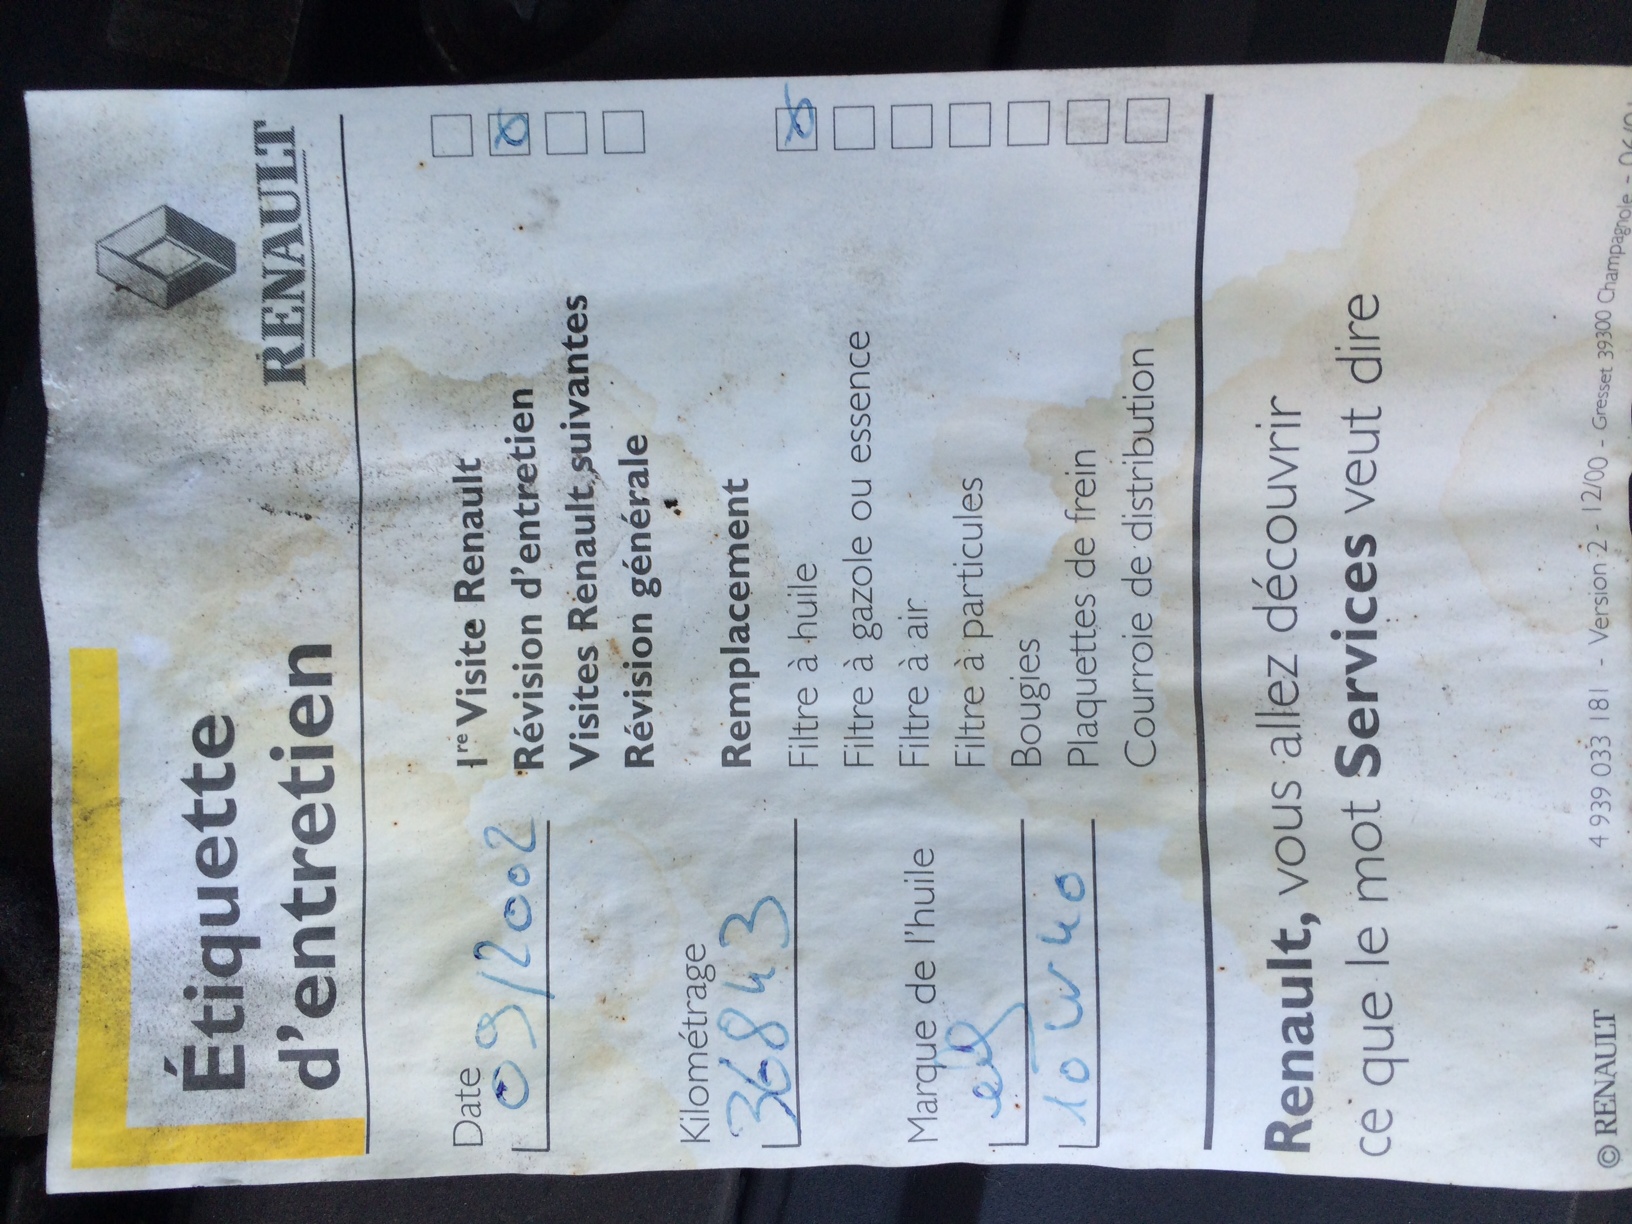 Étiquette
d'entretien
RENAULT
Date
09/2002
Kilométrage
36843
Marque de l'huile
elf
10W40
1re Visite Renault
Révision d'entretien
Visites Renault suivantes
Révision générale
Remplacement
Filtre à huile
Filtre à gazole ou essence
Filtre à air
Filtre à particules
Bougies
Plaquettes de frein
Courroie de distribution
Renault, vous allez découvrir
ce que le mot Services veut dire
© RENAULT
4 939 033 181 - Version 2 - 12/00 - Gresset 39300 Champagnole -